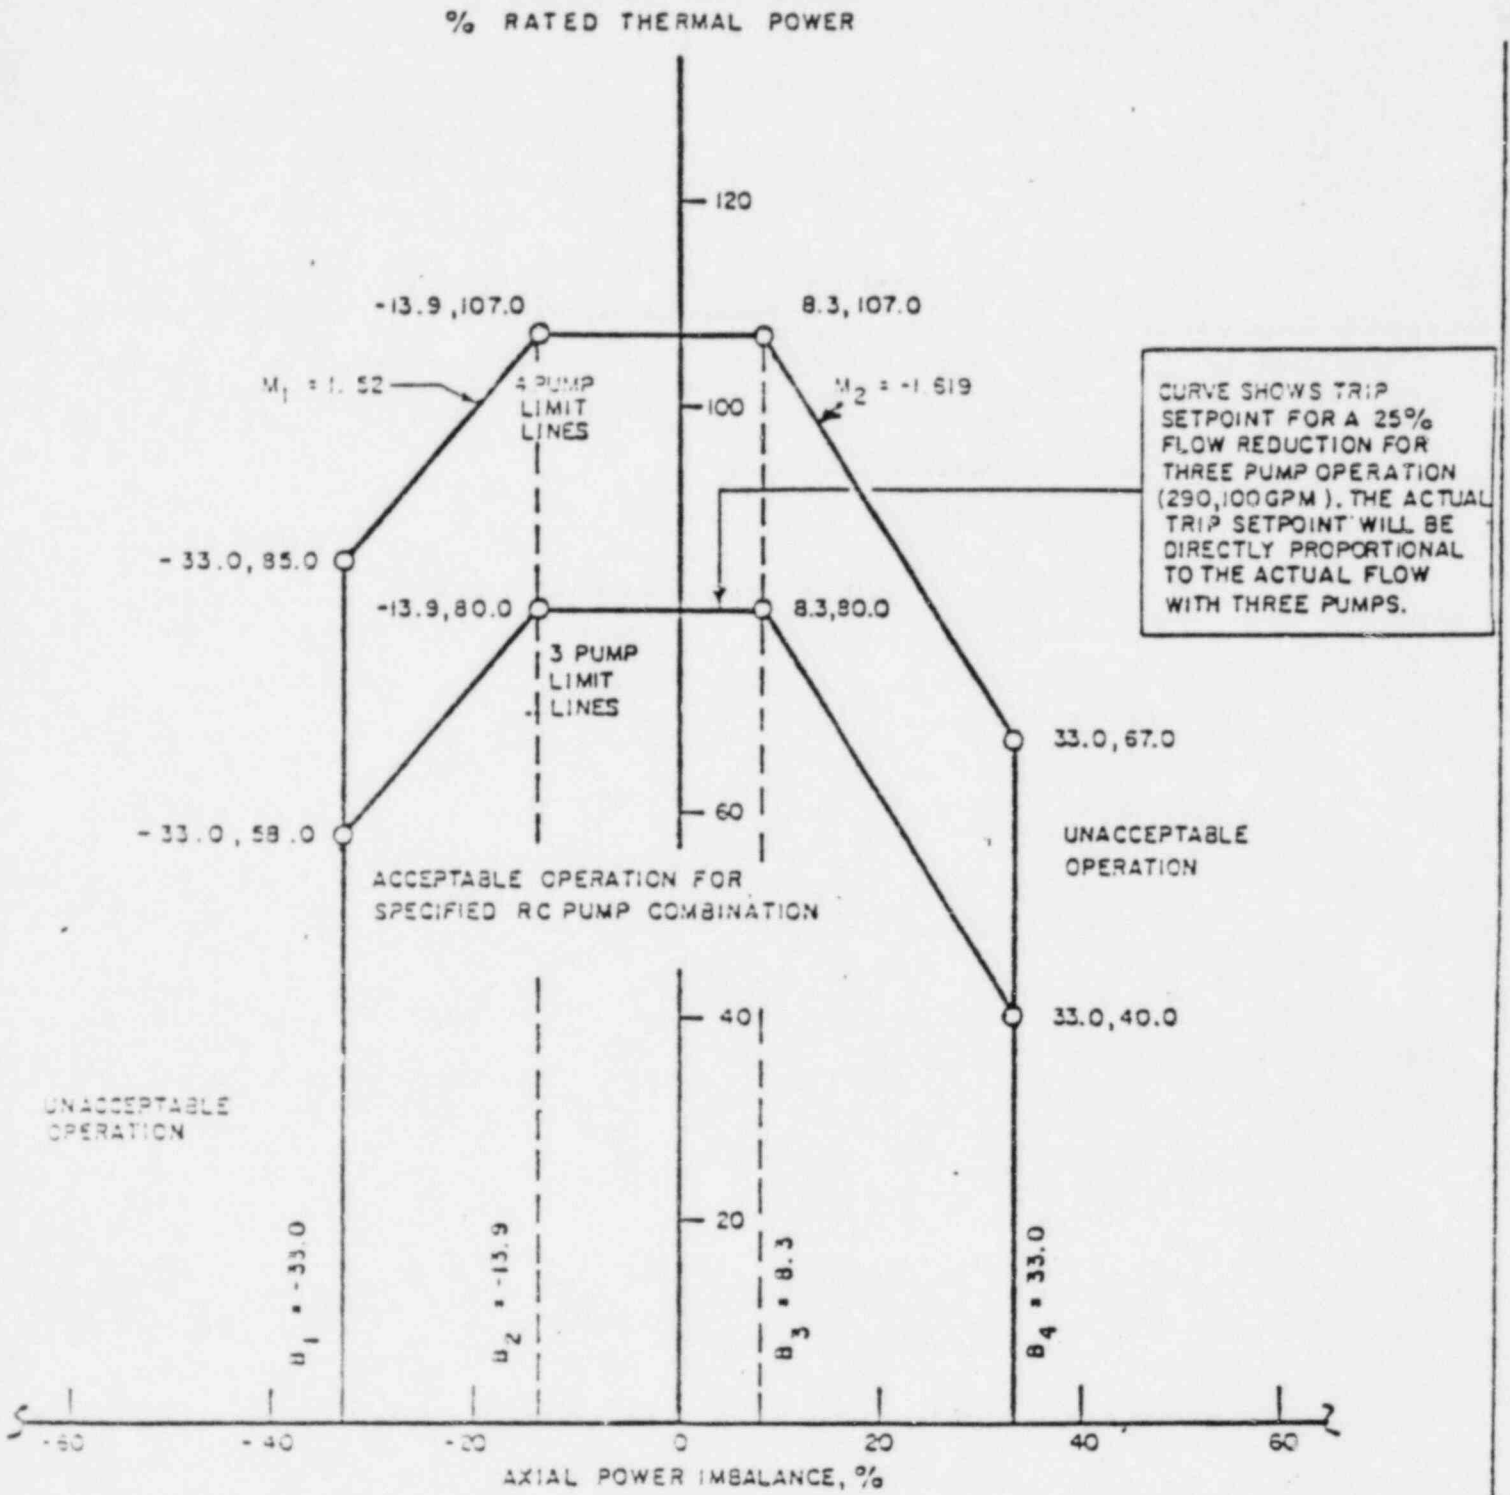 % RATED THERMAL POWER
120
-13.9,107.0
8.3,107.0
M1 = 1.52
4 PUMP
LIMIT
LINES
100
M2 = -1.619
CURVE SHOWS TRIP
SETPOINT FOR A 25%
FLOW REDUCTION FOR
THREE PUMP OPERATION
(290,100 GPM). THE ACTUAL
TRIP SETPOINT WILL BE
DIRECTLY PROPORTIONAL
TO THE ACTUAL FLOW
WITH THREE PUMPS.
-33.0,85.0
-13.9,80.0
8.3,80.0
3 PUMP
LIMIT
LINES
33.0,67.0
60
-33.0,58.0
UNACCEPTABLE
OPERATION
ACCEPTABLE OPERATION FOR
SPECIFIED RC PUMP COMBINATION
40
33.0,40.0
UNACCEPTABLE
OPERATION
20
B1 = -33.0
B2 = -13.9
B3 = 8.3
B4 = 33.0
-60 -40 -20 0 20 40 60
AXIAL POWER IMBALANCE, %